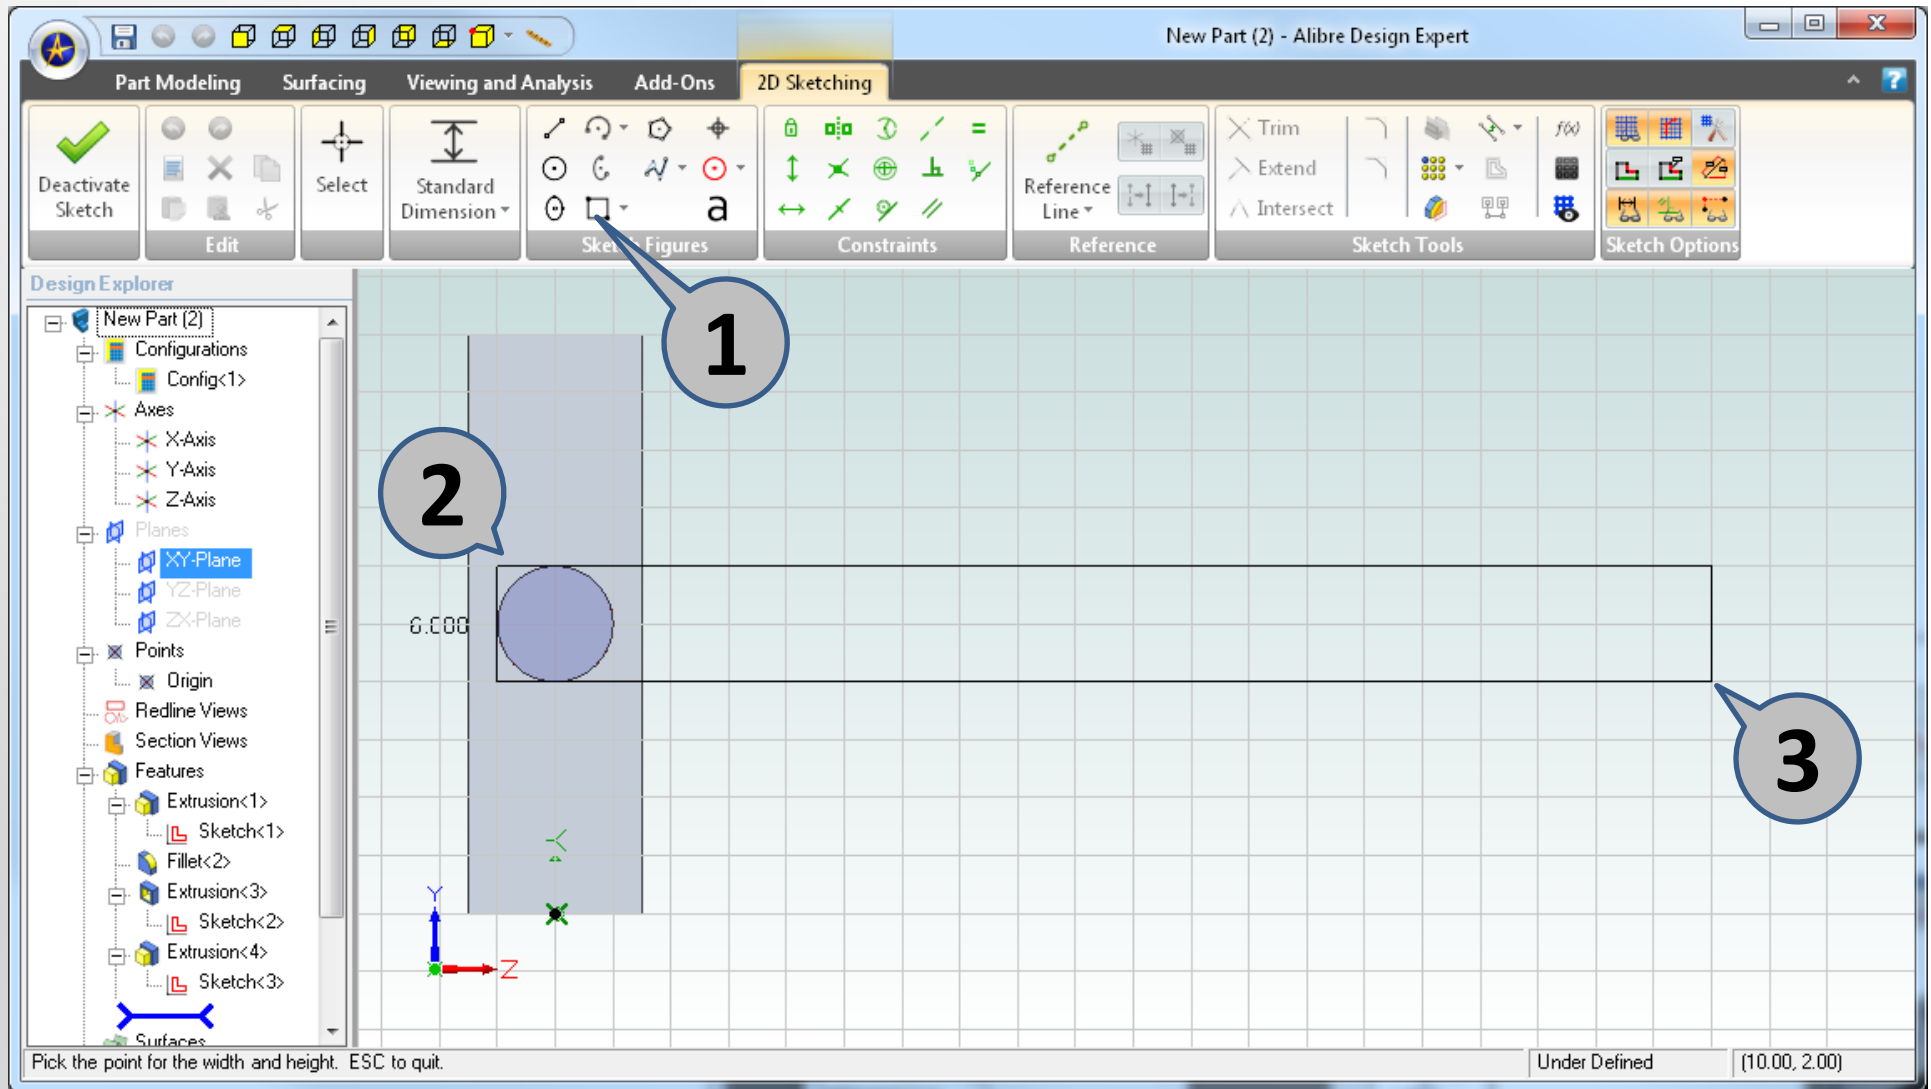 New Part (2) - Alibre Design Expert
Part Modeling Surfacing Viewing and Analysis Add-Ons 2D Sketching
Deactivate Sketch
Edit
Select
Standard Dimension
a
Sketch Figures
Constraints
Reference Line
Reference
Trim
Extend
Intersect
f(x)
Sketch Tools
Sketch Options
Design Explorer
New Part (2)
Configurations
Config<1>
Axes
X-Axis
Y-Axis
Z-Axis
Planes
XY-Plane
YZ-Plane
ZX-Plane
Points
Origin
Redline Views
Section Views
Features
Extrusion<1>
Sketch<1>
Fillet<2>
Extrusion<3>
Sketch<2>
Extrusion<4>
Sketch<3>
Surfaces
1
2
3
6.000
Y
Z
Pick the point for the width and height. ESC to quit.
Under Defined
(10.00, 2.00)